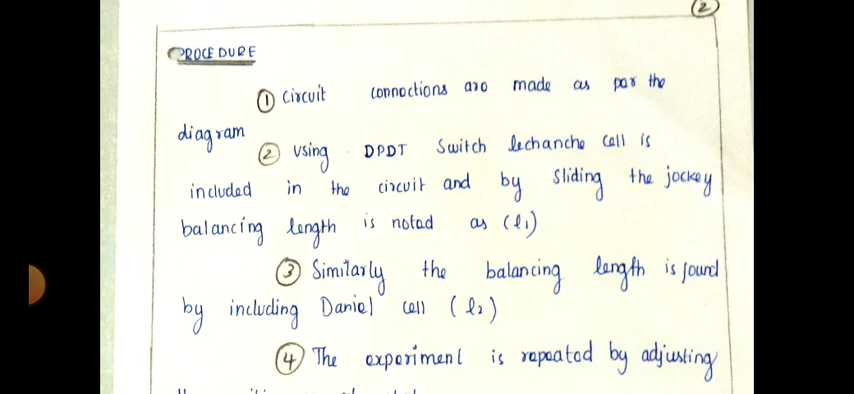 2
PROCEDURE
① Circuit connections are made as per the
diagram
② Using DPDT Switch lechanche cell is
included in the circuit and by sliding the jockey
balancing length is noted as (l₁)
③ Similarly the balancing length is found
by including Daniel cell (l₂)
④ The experiment is repeated by adjusting